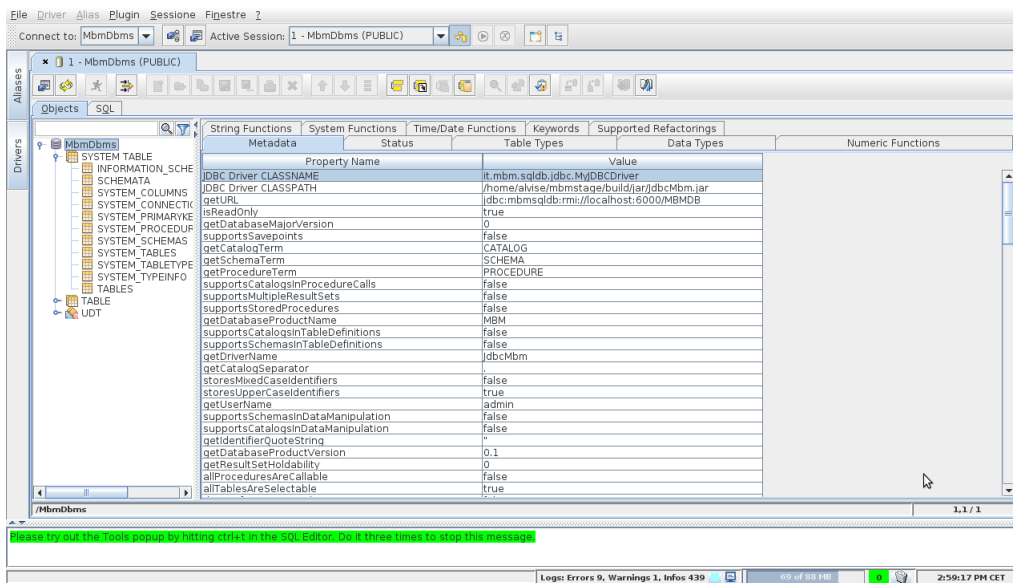 File Driver Alias Plugin Sessione Finestre ?
Connect to: MbmDbms Active Session: 1 - MbmDbms (PUBLIC)
1 - MbmDbms (PUBLIC)
Aliases
Drivers
Objects SQL
MbmDbms
SYSTEM TABLE
INFORMATION_SCHE
SCHEMATA
SYSTEM_COLUMNS
SYSTEM_CONNECTI
SYSTEM_PRIMARYKE
SYSTEM_PROCEDUR
SYSTEM_SCHEMAS
SYSTEM_TABLES
SYSTEM_TABLETYPE
SYSTEM_TYPEINFO
TABLES
TABLE
UDT
String Functions System Functions Time/Date Functions Keywords Supported Refactorings
Metadata Status Table Types Data Types Numeric Functions
Property Name Value
JDBC Driver CLASSNAME it.mbm.sqldb.jdbc.MyJDBCDriver
JDBC Driver CLASSPATH /home/alvise/mbmstage/build/jar/JdbcMbm.jar
getURL jdbc:mbmsqldb:rmi://localhost:6000/MBMDB
isReadOnly true
getDatabaseMajorVersion 0
supportsSavepoints false
getCatalogTerm CATALOG
getSchemaTerm SCHEMA
getProcedureTerm PROCEDURE
supportsCatalogsInProcedureCalls false
supportsMultipleResultSets false
supportsStoredProcedures false
getDatabaseProductName MBM
supportsCatalogsInTableDefinitions false
supportsSchemasInTableDefinitions false
getDriverName JdbcMbm
getCatalogSeparator .
storesMixedCaseIdentifiers false
storesUpperCaseIdentifiers true
getUserName admin
supportsSchemasInDataManipulation false
supportsCatalogsInDataManipulation false
getIdentifierQuoteString "
getDatabaseProductVersion 0.1
getResultSetHoldability 0
allProceduresAreCallable false
allTablesAreSelectable true
/MbmDbms 1,1 / 1
Please try out the Tools popup by hitting ctrl+t in the SQL Editor. Do it three times to stop this message.
Logs: Errors 9, Warnings 1, Infos 439 69 of 88 MB 0 2:59:17 PM CET